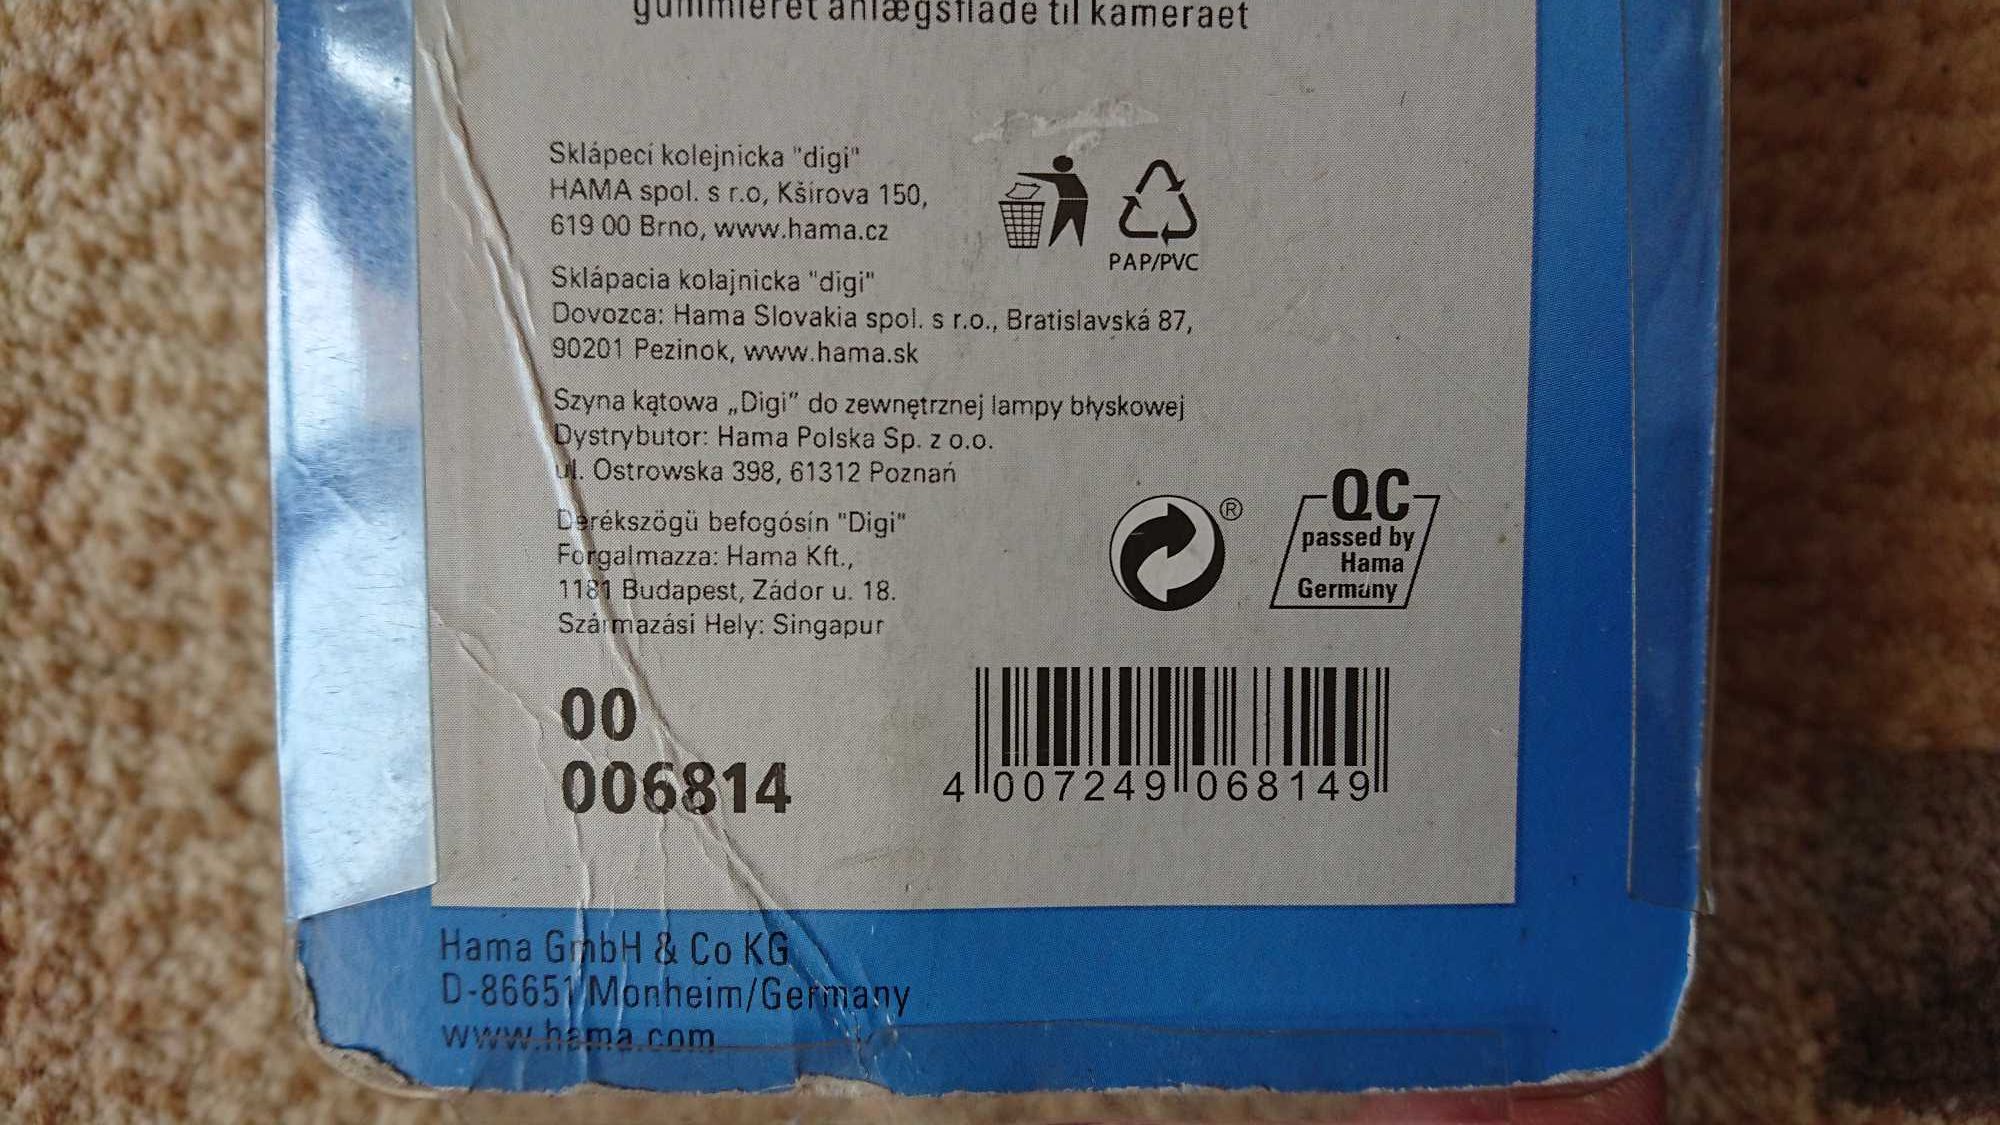 gummieret anlægsflade til kameraet
Sklápecí kolejnicka "digi"
HAMA spol. s r.o, Kšírova 150,
619 00 Brno, www.hama.cz
PAP/PVC
Sklápacia kolajnicka "digi"
Dovozca: Hama Slovakia spol. s r.o., Bratislavská 87,
90201 Pezinok, www.hama.sk
Szyna kątowa „Digi” do zewnętrznej lampy błyskowej
Dystrybutor: Hama Polska Sp. z o.o.
ul. Ostrowska 398, 61312 Poznań
Derékszögü befogósín "Digi"
Forgalmazza: Hama Kft.,
1181 Budapest, Zádor u. 18.
Származási Hely: Singapur
®
QC
passed by
Hama
Germany
00
006814
4 007249 068149
Hama GmbH & Co KG
D-86651 Monheim/Germany
www.hama.com